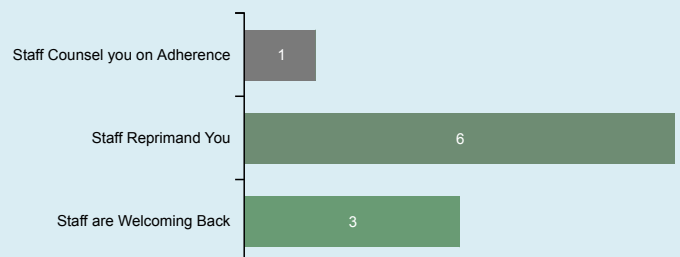 Staff Counsel you on Adherence
1
Staff Reprimand You
6
Staff are Welcoming Back
3